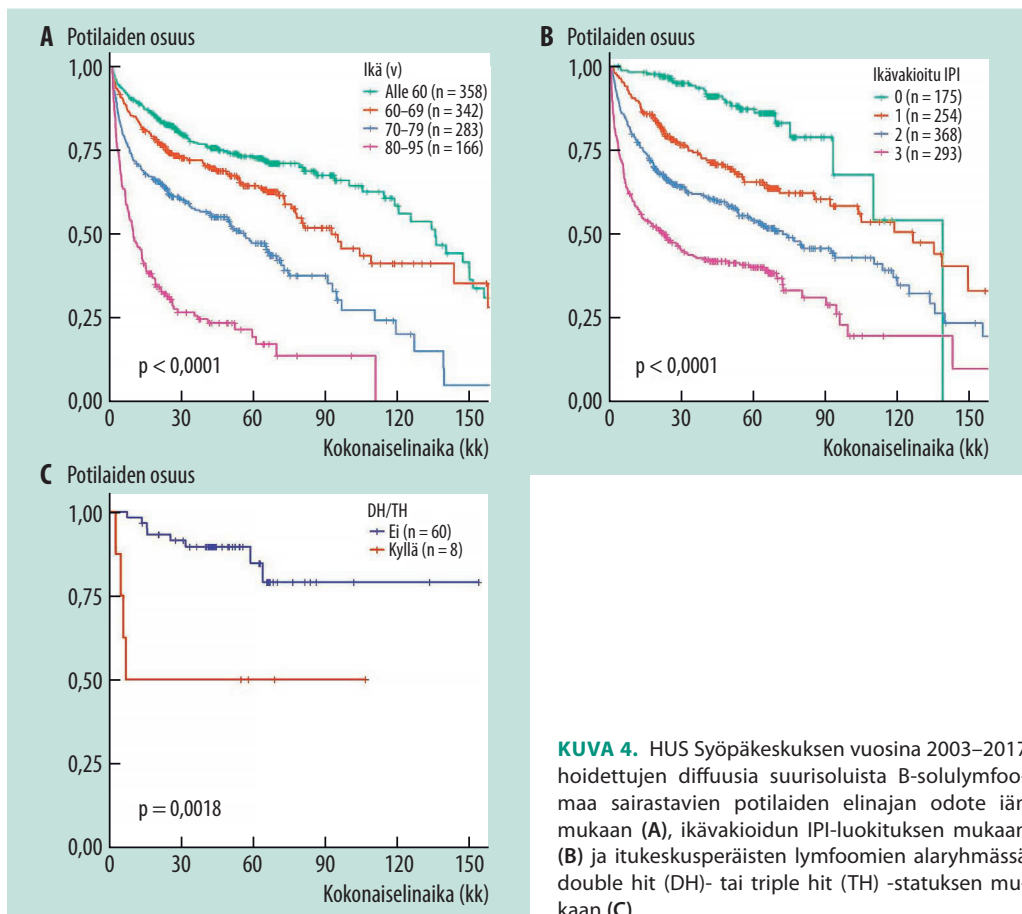 A Potilaiden osuus
1,00
0,75
0,50
0,25
0,00
Ikä (v)
Alle 60 (n = 358)
60–69 (n = 342)
70–79 (n = 283)
80–95 (n = 166)
p < 0,0001
0 30 60 90 120 150
Kokonaiselinaika (kk)
B Potilaiden osuus
1,00
0,75
0,50
0,25
0,00
Ikävakioitu IPI
0 (n = 175)
1 (n = 254)
2 (n = 368)
3 (n = 293)
p < 0,0001
0 30 60 90 120 150
Kokonaiselinaika (kk)
C Potilaiden osuus
1,00
0,75
0,50
0,25
0,00
DH/TH
Ei (n = 60)
Kyllä (n = 8)
p = 0,0018
0 30 60 90 120 150
Kokonaiselinaika (kk)
KUVA 4. HUS Syöpäkeskuksen vuosina 2003–2017
hoidettujen diffuusia suurisoluista B-solulymfoo-
maa sairastavien potilaiden elinajan odote iän
mukaan (A), ikävakioidun IPI-luokituksen mukaan
(B) ja itukeskusperäisten lymfoomien alaryhmässä
double hit (DH)- tai triple hit (TH) -statuksen mu-
kaan (C)